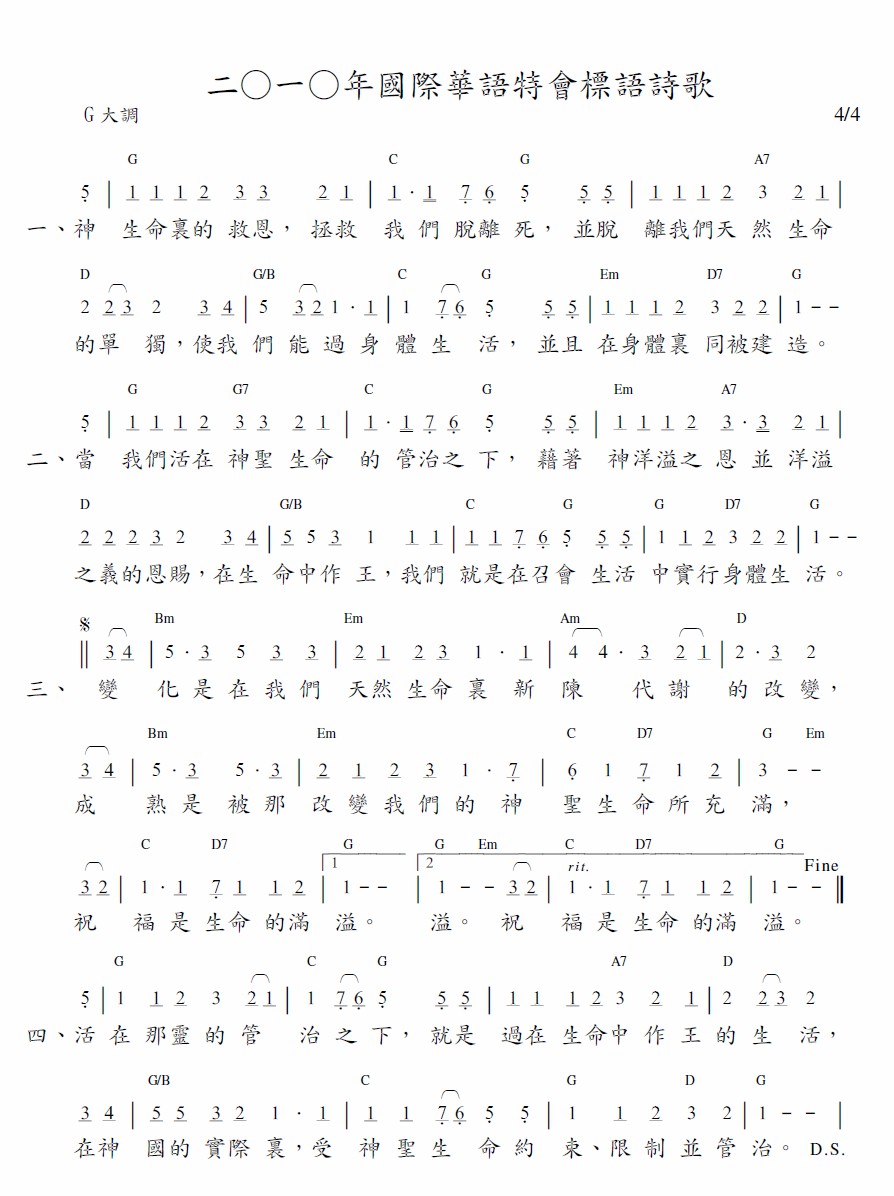 二〇一〇年國際華語特會標語詩歌
G 大調 4/4
G C G A7
5 | 1 1 1 2 3 3 2 1 | 1 · 1 7 6 5 5 5 | 1 1 1 2 3 2 1 |
一、神 生命裏的 救恩， 拯救 我 們 脫離 死， 並脫 離我們天 然 生命
D G/B C G Em D7 G
2 2 3 2 3 4 | 5 3 2 1 · 1 | 1 7 6 5 5 5 | 1 1 1 2 3 2 2 | 1 - -
的單 獨，使我 們 能 過 身 體 生 活， 並且 在身體裏 同被建 造。
G G7 C G Em A7
5 | 1 1 1 2 3 3 2 1 | 1 · 1 7 6 5 5 5 | 1 1 1 2 3 · 3 2 1 |
二、當 我們活在 神聖 生命 的 管治之 下， 藉著 神洋溢之 恩 並 洋溢
D G/B C G G D7 G
2 2 2 3 2 3 4 | 5 5 3 1 1 1 | 1 1 7 6 5 5 5 | 1 1 2 3 2 2 | 1 - -
之義的恩賜，在生 命中作 王，我們 就是在召會 生活 中實行身體生 活。
Bm Em Am D
𝄋 || 3 4 | 5 · 3 5 3 3 | 2 1 2 3 1 · 1 | 4 4 · 3 2 1 | 2 · 3 2
三、 變 化 是 在 我 們 天然 生命 裏 新 陳 代 謝 的 改 變，
Bm Em C D7 G Em
3 4 | 5 · 3 5 · 3 | 2 1 2 3 1 · 7 | 6 1 7 1 2 | 3 - -
成 熟 是 被 那 改 變 我 們 的 神 聖 生 命 所 充 滿，
C D7 G G Em C D7 G
1 2 rit. Fine
3 2 | 1 · 1 7 1 1 2 | 1 - - | 1 - - 3 2 | 1 · 1 7 1 1 2 | 1 - - ||
祝 福 是 生命 的滿 溢。 溢。 祝 福 是 生命 的滿 溢。
G C G A7 D
5 | 1 1 2 3 2 1 | 1 7 6 5 5 5 | 1 1 1 2 3 2 1 | 2 2 3 2
四、活 在 那靈 的 管 治 之 下， 就是 過在 生命中 作 王 的 生 活，
G/B C G D G
3 4 | 5 5 3 2 1 · 1 | 1 1 7 6 5 5 | 1 1 2 3 2 | 1 - - |
在神 國的 實際 裏，受 神 聖 生 命 約 束、限 制 並 管 治。 D.S.